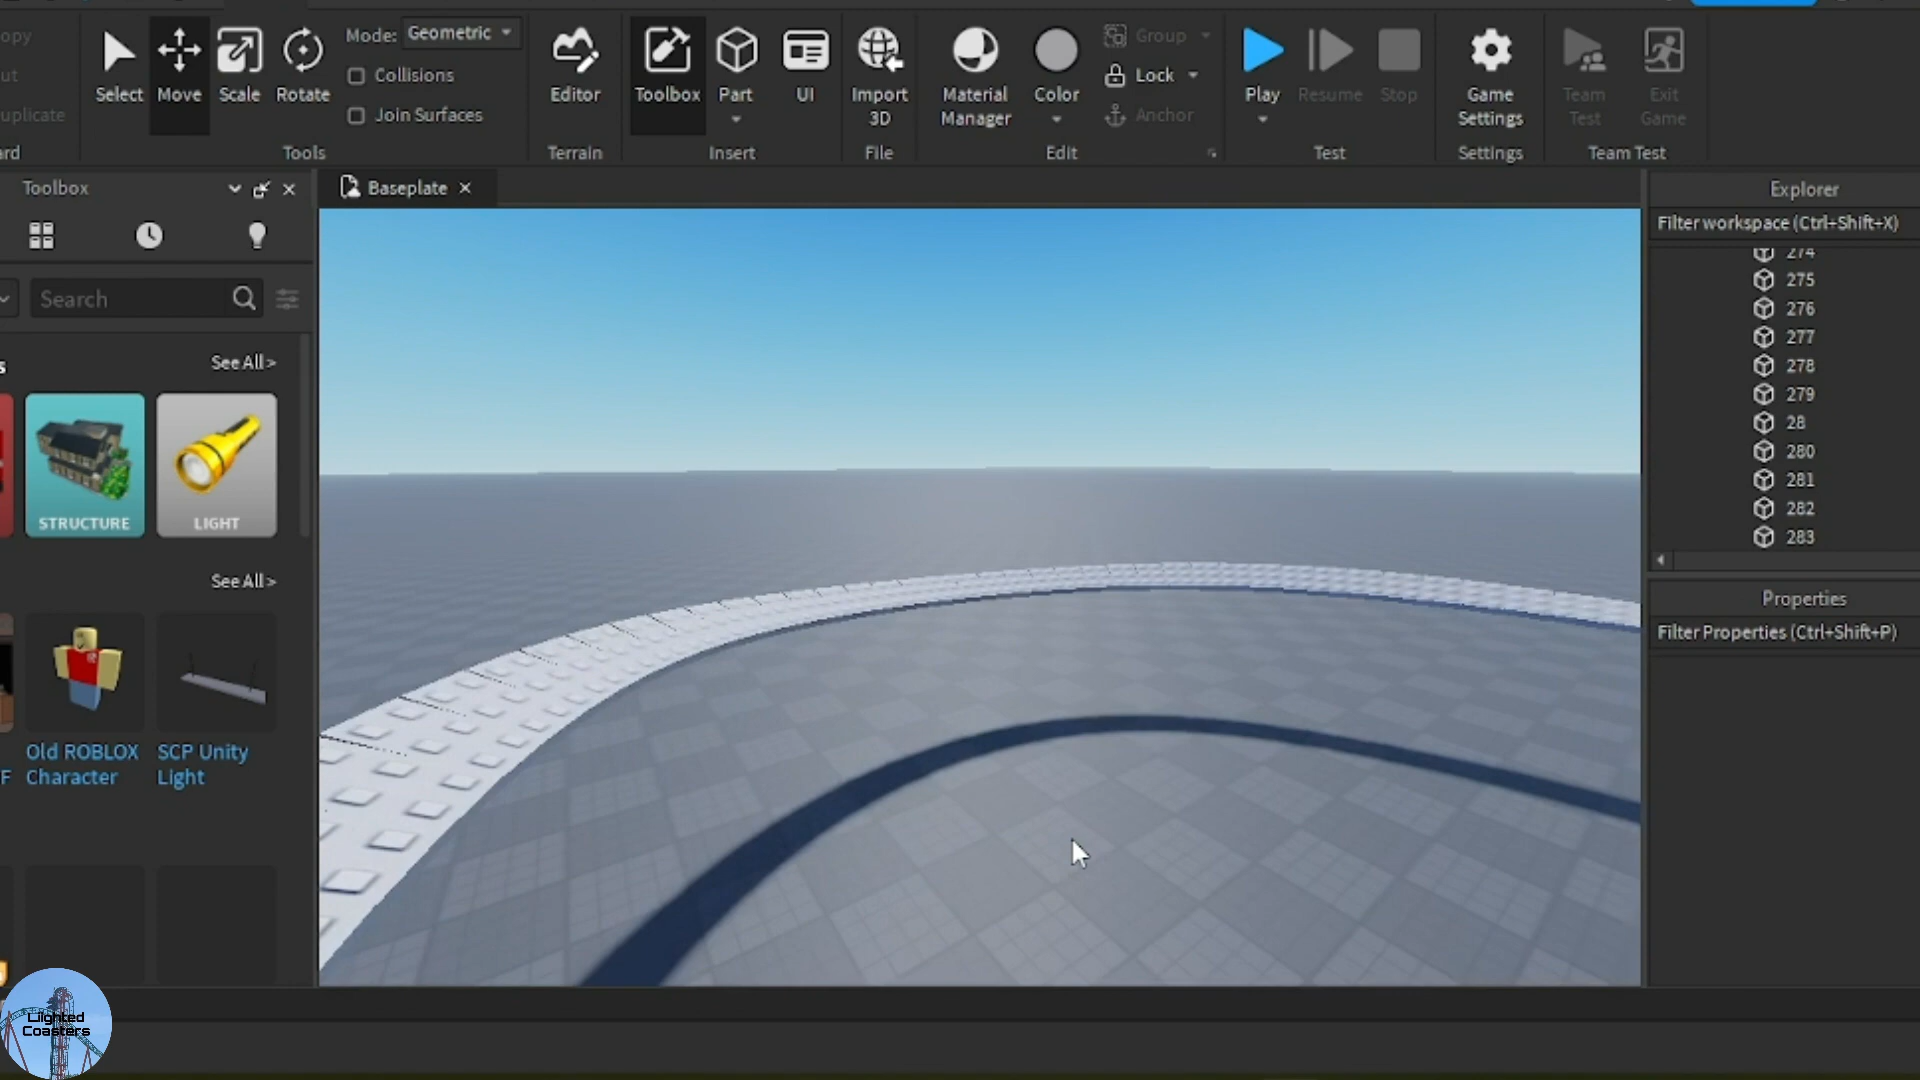 opy
Mode: Geometric
Group
ut
Collisions
Lock
uplicate
Join Surfaces
Anchor
Select Move Scale Rotate
Editor
Toolbox Part UI
Import 3D
Material Manager
Color
Play Resume Stop
Game Settings
Team Test
Exit Game
ard Tools Terrain Insert File Edit Test Settings Team Test
Toolbox
Baseplate
Explorer
Filter workspace (Ctrl+Shift+X)
274
275
276
277
278
279
28
280
281
282
283
Search
s See All >
STRUCTURE LIGHT
See All >
F
Old ROBLOX Character
SCP Unity Light
Properties
Filter Properties (Ctrl+Shift+P)
Lilghted
Coasters